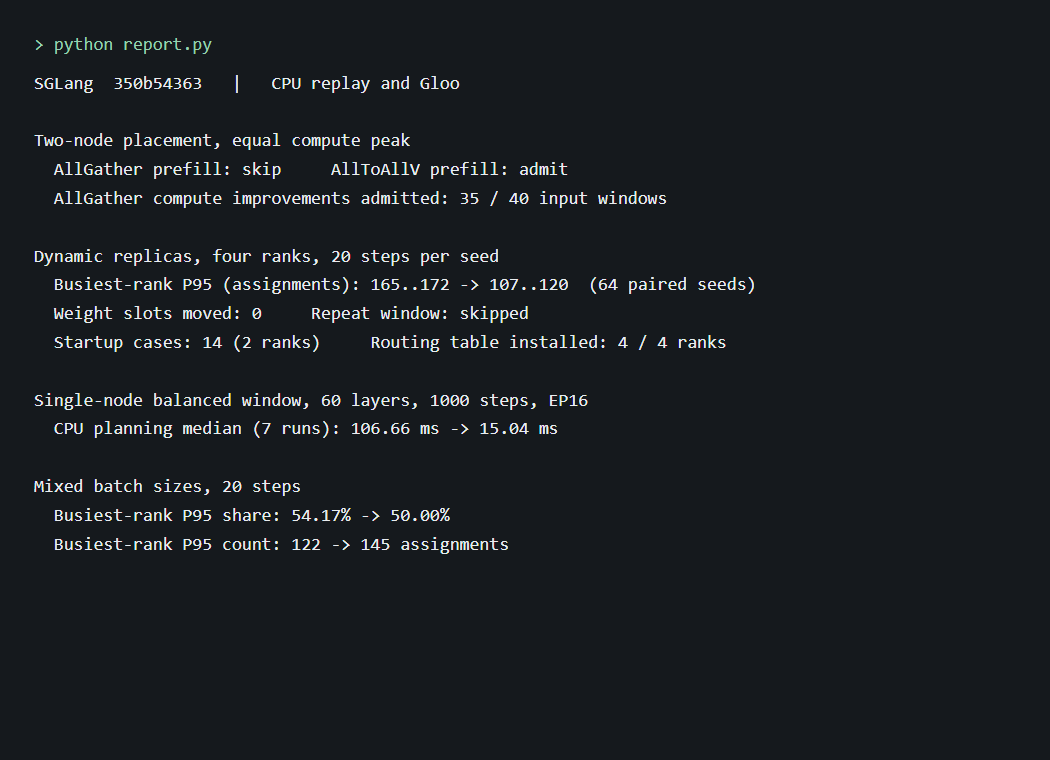 > python report.py
SGLang  350b54363   |   CPU replay and Gloo
Two-node placement, equal compute peak
AllGather prefill: skip     AllToAllV prefill: admit
AllGather compute improvements admitted: 35 / 40 input windows
Dynamic replicas, four ranks, 20 steps per seed
Busiest-rank P95 (assignments): 165..172 -> 107..120  (64 paired seeds)
Weight slots moved: 0     Repeat window: skipped
Startup cases: 14 (2 ranks)     Routing table installed: 4 / 4 ranks
Single-node balanced window, 60 layers, 1000 steps, EP16
CPU planning median (7 runs): 106.66 ms -> 15.04 ms
Mixed batch sizes, 20 steps
Busiest-rank P95 share: 54.17% -> 50.00%
Busiest-rank P95 count: 122 -> 145 assignments